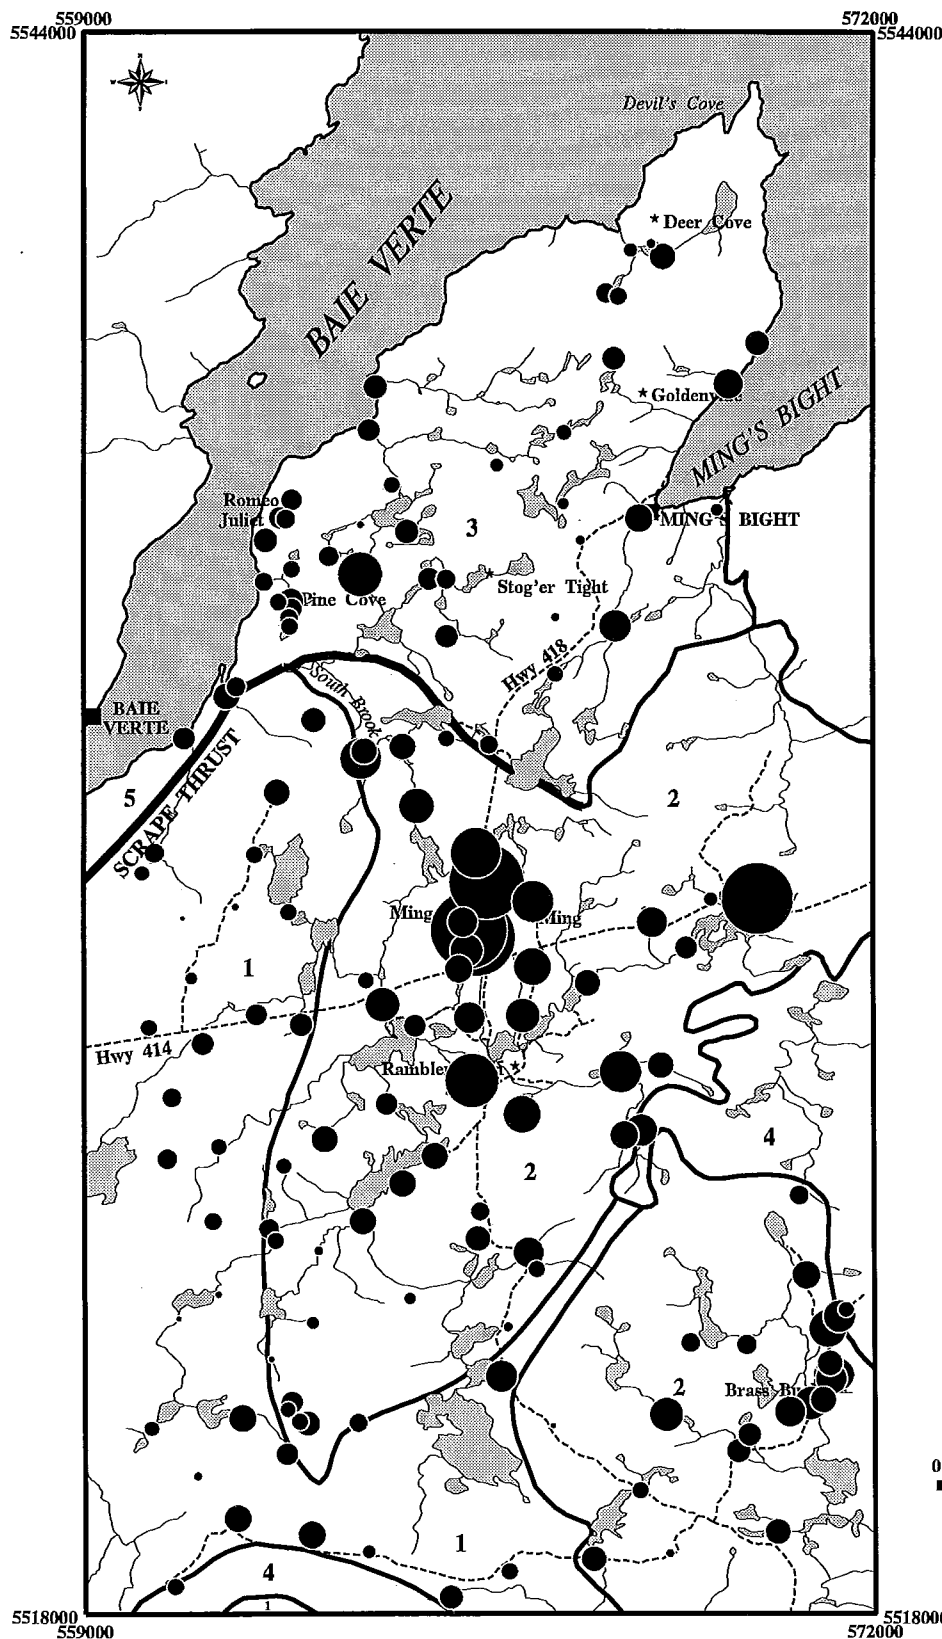 559000
572000
5544000
5544000
N
W
Devil's Cove
BAIE VERTE
Deer Cove
MING'S BIGHT
Romeo
Juliet
3
MING'S BIGHT
Stog'er Tight
Pine Cove
Hwy 418
South Brook
BAIE
VERTE
5
SCRAPE THRUST
2
Ming
Ming
1
Hwy 414
4
2
2
1
4
1
0
5518000
5518000
559000
572000